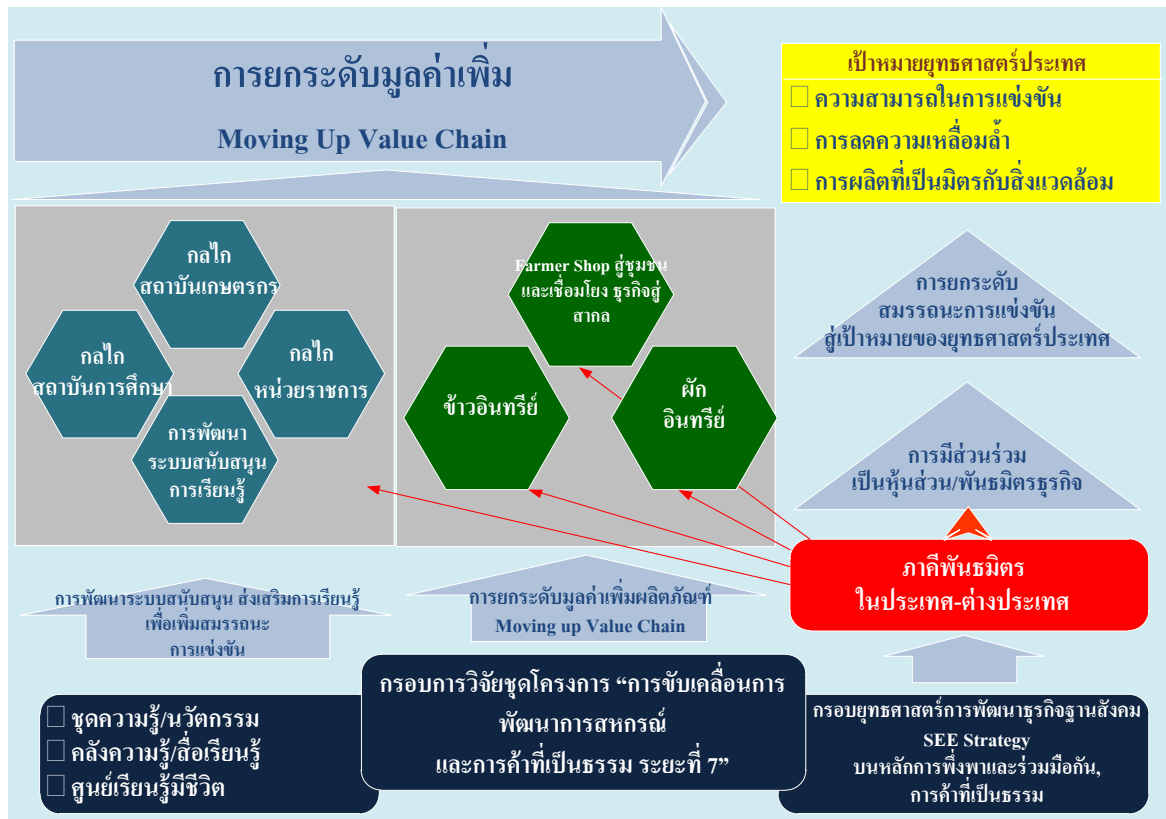 การยกระดับมูลค่าเพิ่ม
Moving Up Value Chain
เป้าหมายยุทธศาสตร์ประเทศ
ความสามารถในการแข่งขัน
การลดความเหลื่อมล้ำ
การผลิตที่เป็นมิตรกับสิ่งแวดล้อม
กลไก
สถาบันเกษตรกร
กลไก
สถาบันการศึกษา
กลไก
หน่วยราชการ
การพัฒนา
ระบบสนับสนุน
การเรียนรู้
Farmer Shop สู่ชุมชน
และเชื่อมโยง ธุรกิจสู่
สากล
ข้าวอินทรีย์
ผัก
อินทรีย์
การยกระดับ
สมรรถนะการแข่งขัน
สู่เป้าหมายของยุทธศาสตร์ประเทศ
การมีส่วนร่วม
เป็นหุ้นส่วน/พันธมิตรธุรกิจ
ภาคีพันธมิตร
ในประเทศ-ต่างประเทศ
การพัฒนาระบบสนับสนุน ส่งเสริมการเรียนรู้
เพื่อเพิ่มสมรรถนะ
การแข่งขัน
การยกระดับมูลค่าเพิ่มผลิตภัณฑ์
Moving up Value Chain
ชุดความรู้/นวัตกรรม
คลังความรู้/สื่อเรียนรู้
ศูนย์เรียนรู้มีชีวิต
กรอบการวิจัยชุดโครงการ “การขับเคลื่อนการ
พัฒนาการสหกรณ์
และการค้าที่เป็นธรรม ระยะที่ 7”
กรอบยุทธศาสตร์การพัฒนาธุรกิจฐานสังคม
SEE Strategy
บนหลักการพึ่งพาและร่วมมือกัน,
การค้าที่เป็นธรรม